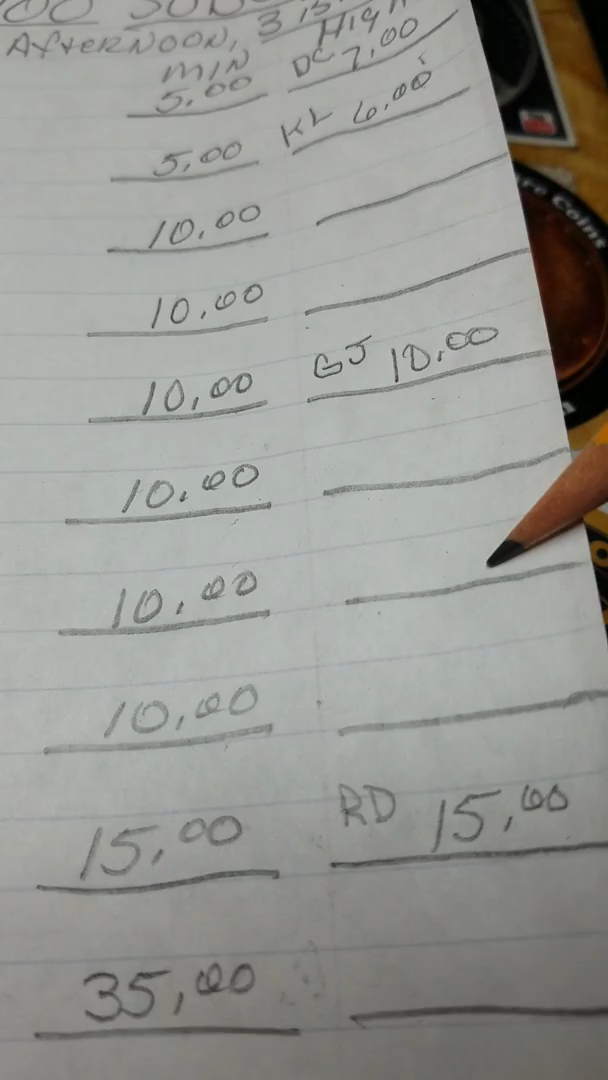 AFTERNOON, 3
MIN HIGH
5.00 DC 7.00
5.00 KL 6.00
10.00
10.00
10.00 GJ 10.00
10.00
10.00
10.00
15.00 RD 15.00
35.00
Coins